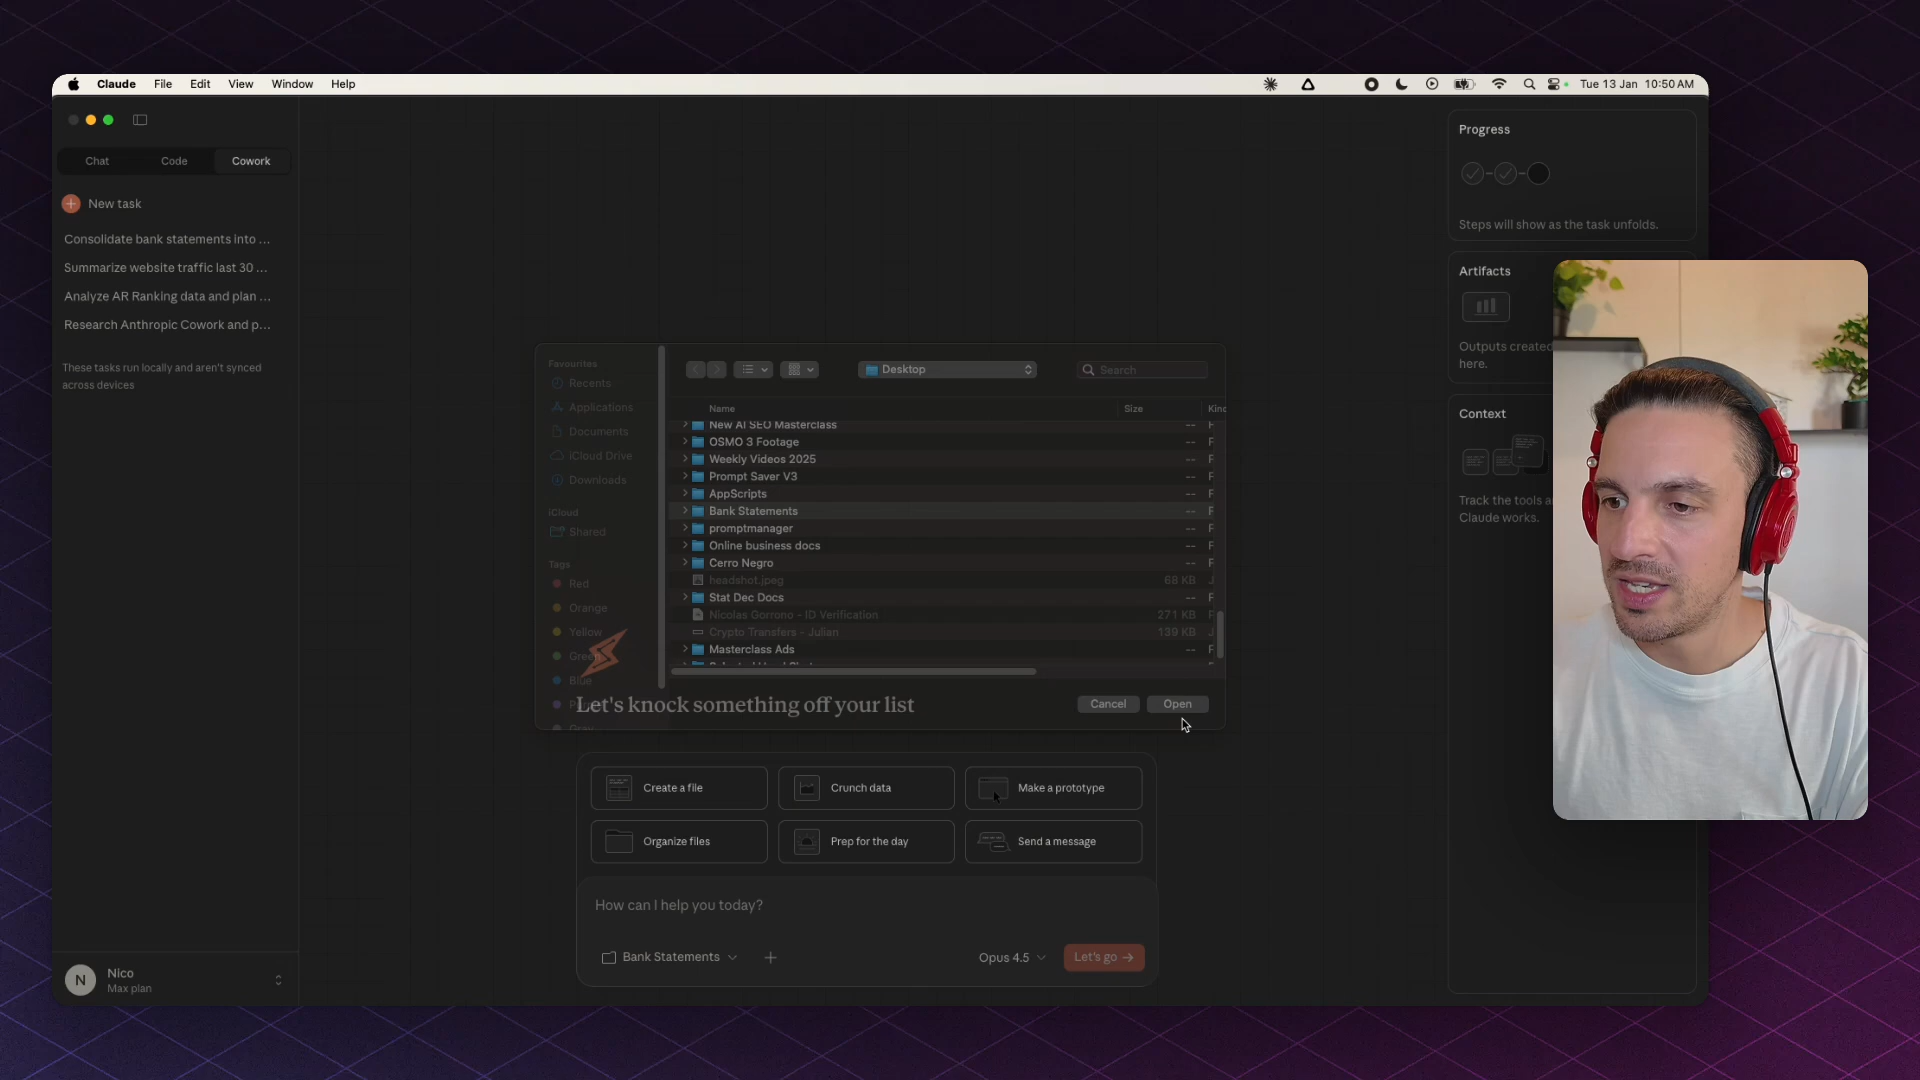 Claude File Edit View Window Help
Tue 13 Jan 10:50 AM
Chat Code Cowork
New task
Consolidate bank statements into ...
Summarize website traffic last 30 ...
Analyze AR Ranking data and plan ...
Research Anthropic Cowork and p...
These tasks run locally and aren't synced
across devices
N
Nico
Max plan
Favourites
Recents
Applications
Documents
iCloud Drive
Downloads
iCloud
Shared
Tags
Red
Orange
Yellow
Blue
Gray
Desktop
Search
Name Size
New AI SEO Masterclass --
OSMO 3 Footage --
Weekly Videos 2025 --
Prompt Saver V3 --
AppScripts --
Bank Statements --
promptmanager --
Online business docs --
Cerro Negro --
headshot.jpeg 68 KB
Stat Dec Docs --
Nicolas Gorrono - ID Verification 271 KB
Crypto Transfers - Julian 139 KB
Masterclass Ads --
Cancel Open
Let's knock something off your list
Create a file Crunch data Make a prototype
Organize files Prep for the day Send a message
How can I help you today?
Bank Statements Opus 4.5 Let's go →
Progress
Steps will show as the task unfolds.
Artifacts
Outputs created
here.
Context
Track the tools
Claude works.